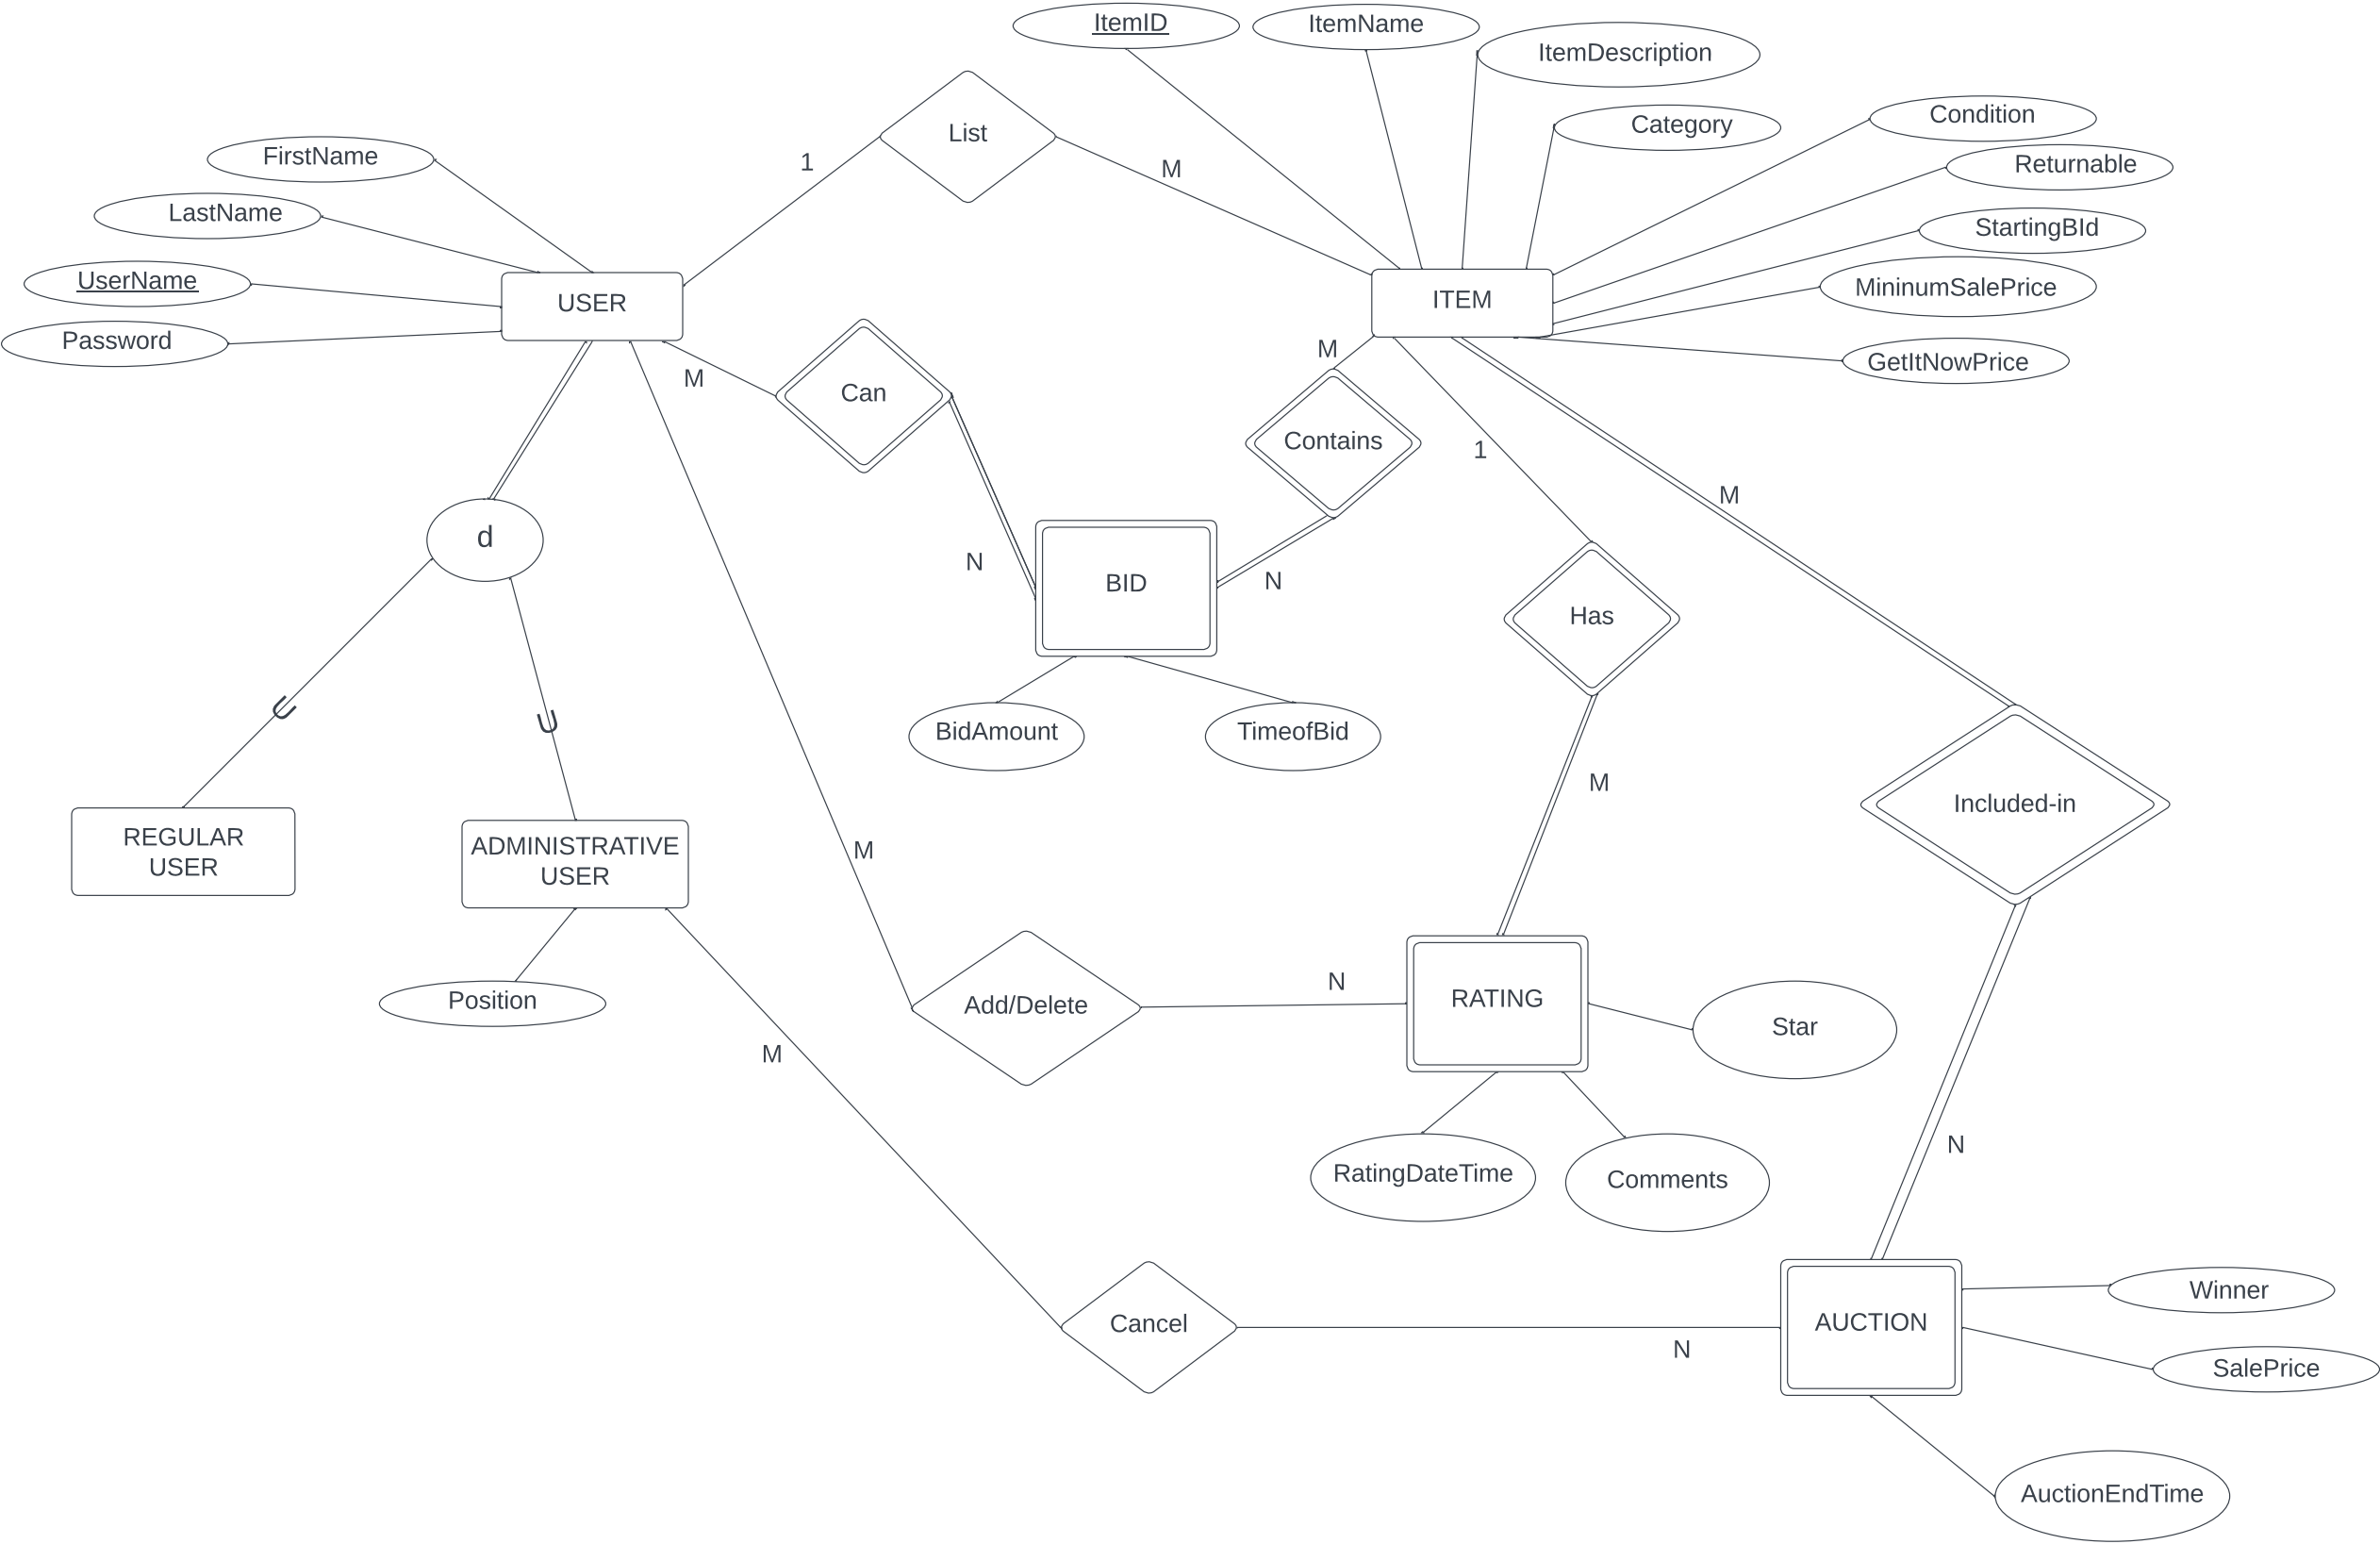 ItemID
ItemName
ItemDescription
Category
Condition
Returnable
StartingBId
MininumSalePrice
GetItNowPrice
List
1
M
FirstName
LastName
UserName
Password
USER
ITEM
M
Can
M
Contains
1
M
d
N
BID
N
Has
BidAmount
TimeofBid
U
U
M
Included-in
REGULAR
USER
ADMINISTRATIVE
USER
M
Position
Add/Delete
N
RATING
Star
M
RatingDateTime
Comments
N
Cancel
N
AUCTION
Winner
SalePrice
AuctionEndTime